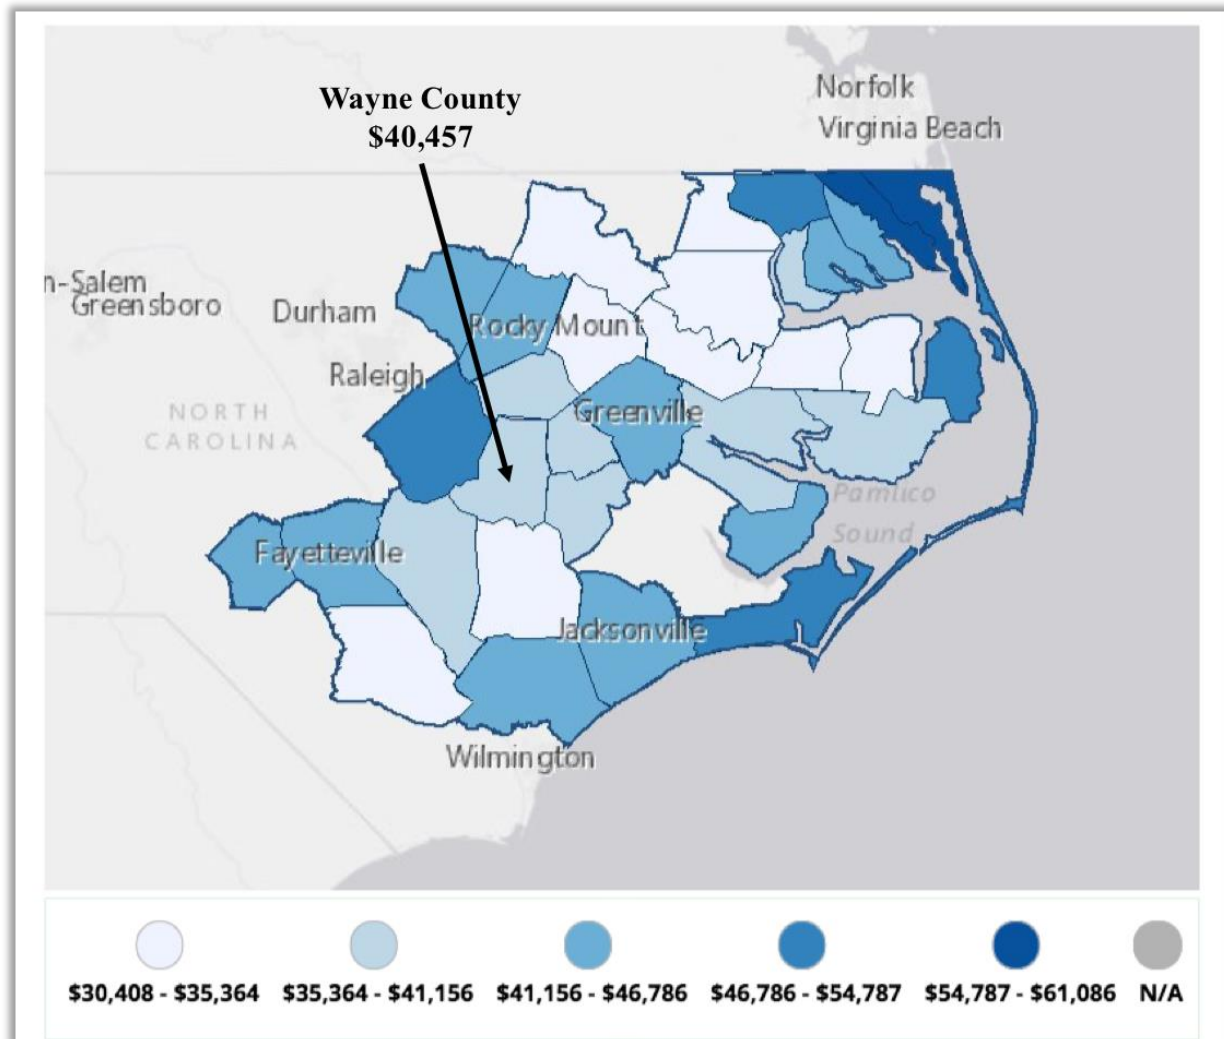 Norfolk
Virginia Beach
Wayne County
$40,457
n-Salem
Greensboro
Durham
Rocky Mount
Raleigh
NORTH
CAROLINA
Greenville
Pamlico
Sound
Fayetteville
Jacksonville
Wilmington
$30,408 - $35,364
$35,364 - $41,156
$41,156 - $46,786
$46,786 - $54,787
$54,787 - $61,086
N/A